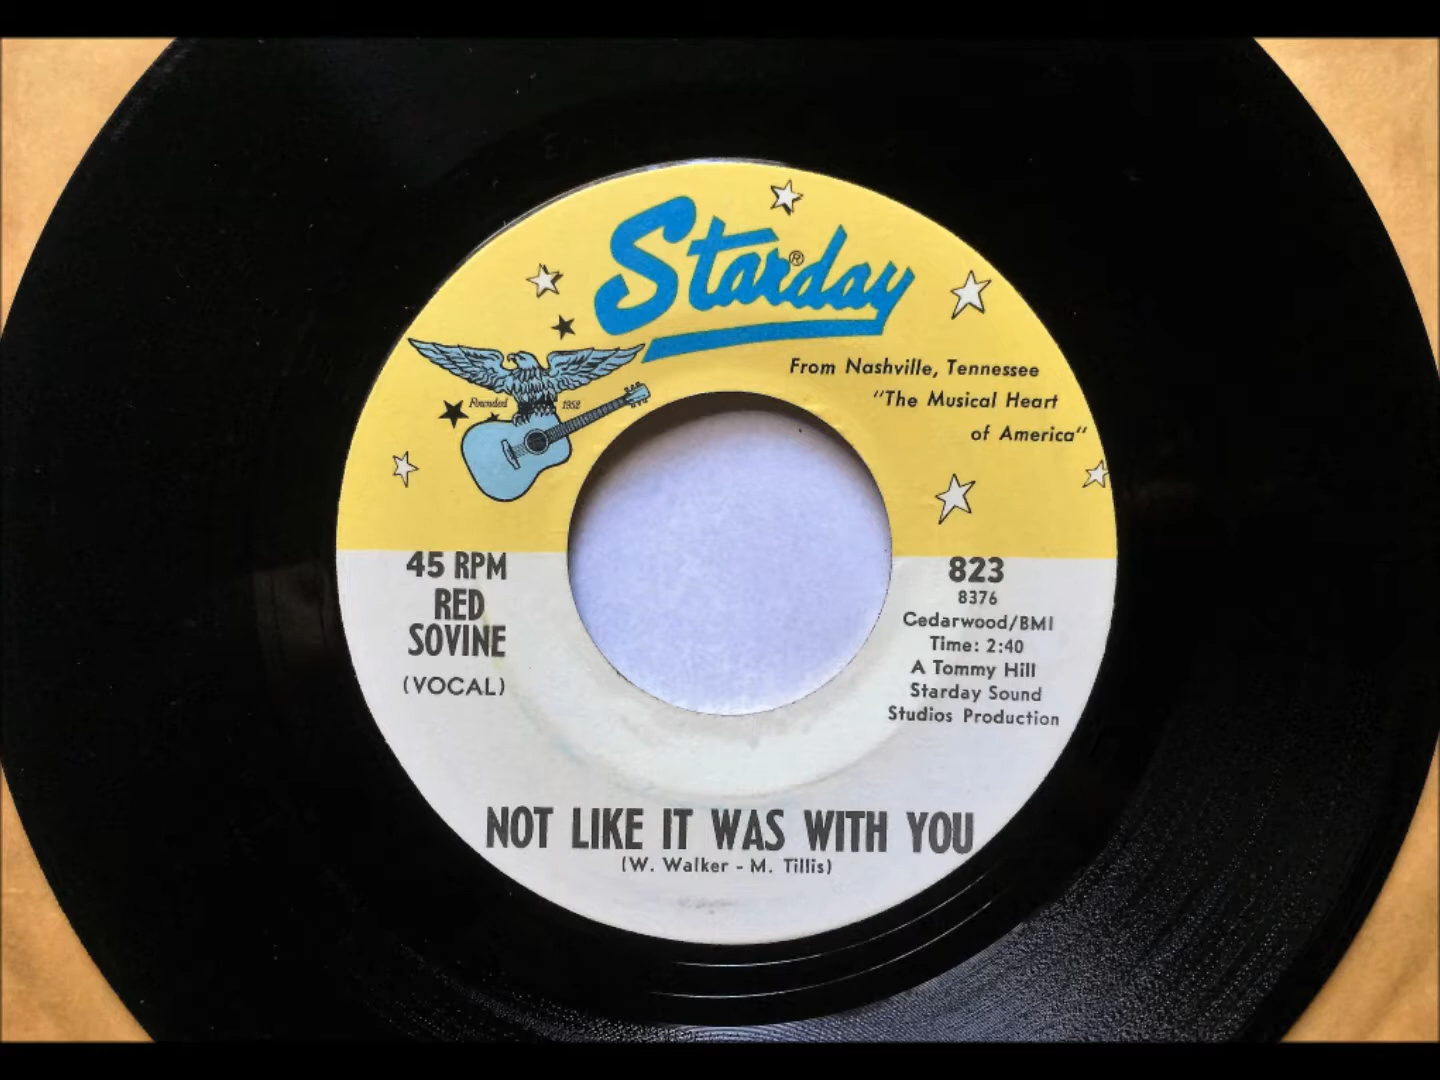 Starday®
From Nashville, Tennessee
"The Musical Heart
of America"
Founded 1952
45 RPM
RED
SOVINE
(VOCAL)
823
8376
Cedarwood/BMI
Time: 2:40
A Tommy Hill
Starday Sound
Studios Production
NOT LIKE IT WAS WITH YOU
(W. Walker - M. Tillis)